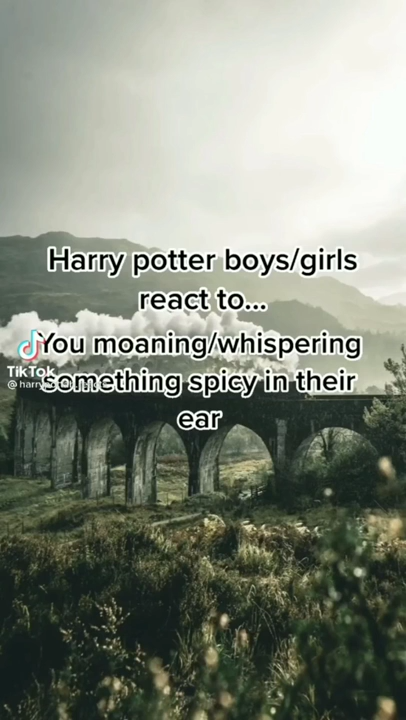 Harry potter boys/girls
react to...
You moaning/whispering
TikTok
something spicy in their
ear